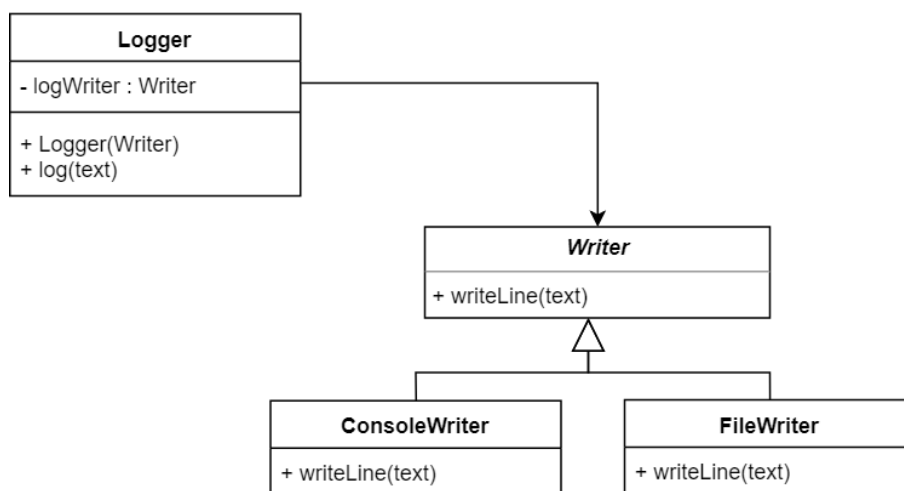 Logger
- logWriter : Writer
+ Logger(Writer)
+ log(text)
Writer
+ writeLine(text)
ConsoleWriter
+ writeLine(text)
FileWriter
+ writeLine(text)